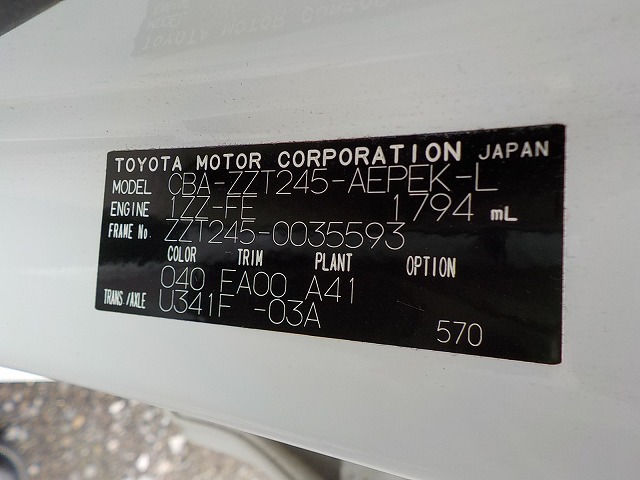 TOYOTA MOTOR CORPORATION JAPAN
MODEL CBA-ZZT245-AEPEK-L
ENGINE 1ZZ-FE 1794 mL
FRAME No. ZZT245-0035593
COLOR TRIM PLANT OPTION
040 FA00 A41
TRANS/AXLE U341F -03A
570